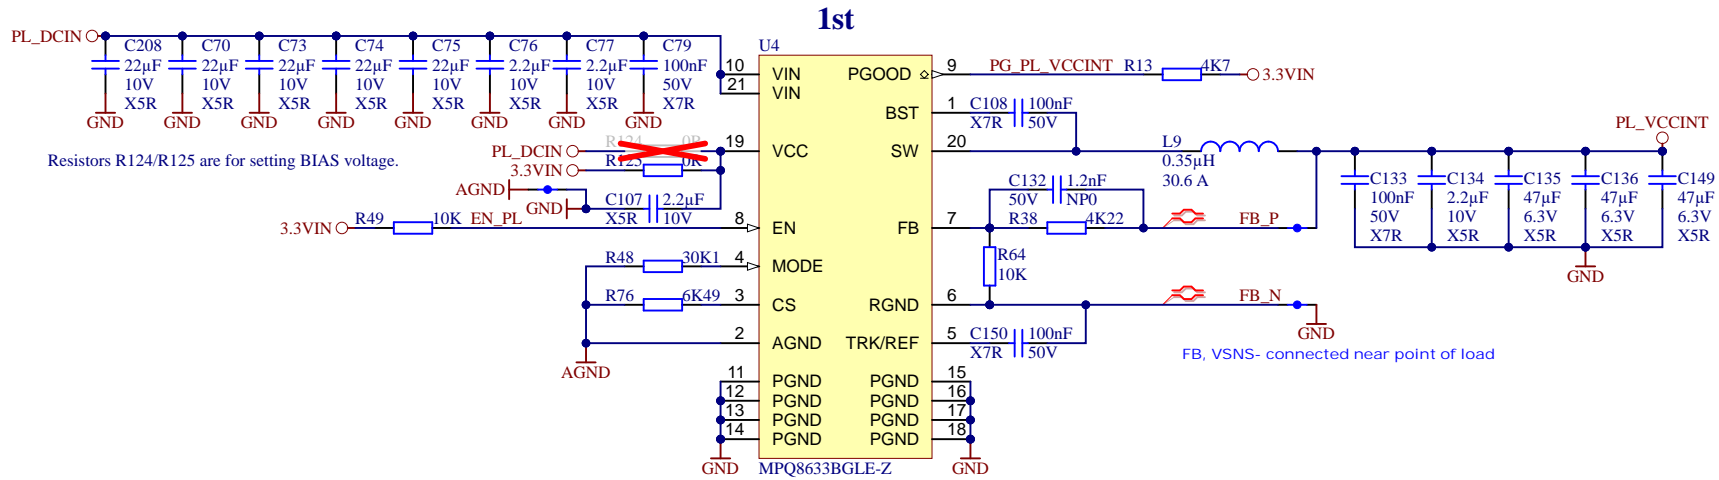 1st
PL_DCIN
C208
22µF
10V
X5R
GND
C70
22µF
10V
X5R
GND
C73
22µF
10V
X5R
GND
C74
22µF
10V
X5R
GND
C75
22µF
10V
X5R
GND
C76
2.2µF
10V
X5R
GND
C77
2.2µF
10V
X5R
GND
C79
100nF
50V
X7R
GND
Resistors R124/R125 are for setting BIAS voltage.
PL_DCIN
R124 0R
3.3VIN
R125 0R
AGND
GND
C107 2.2µF
X5R 10V
3.3VIN
R49 10K EN_PL
R48 30K1
R76 6K49
AGND
U4
10 VIN
21 VIN
19 VCC
8 EN
4 MODE
3 CS
2 AGND
11 PGND
12 PGND
13 PGND
14 PGND
GND
PGOOD 9
BST 1
SW 20
FB 7
RGND 6
TRK/REF 5
PGND 15
PGND 16
PGND 17
PGND 18
GND
MPQ8633BGLE-Z
PG_PL_VCCINT R13 4K7 3.3VIN
C108 100nF
X7R 50V
L9
0.35µH
30.6 A
PL_VCCINT
C132 1.2nF
50V NP0
R38 4K22
FB_P
R64
10K
FB_N
GND
C150 100nF
X7R 50V
FB, VSNS- connected near point of load
C133
100nF
50V
X7R
C134
2.2µF
10V
X5R
C135
47µF
6.3V
X5R
C136
47µF
6.3V
X5R
C149
47µF
6.3V
X5R
GND